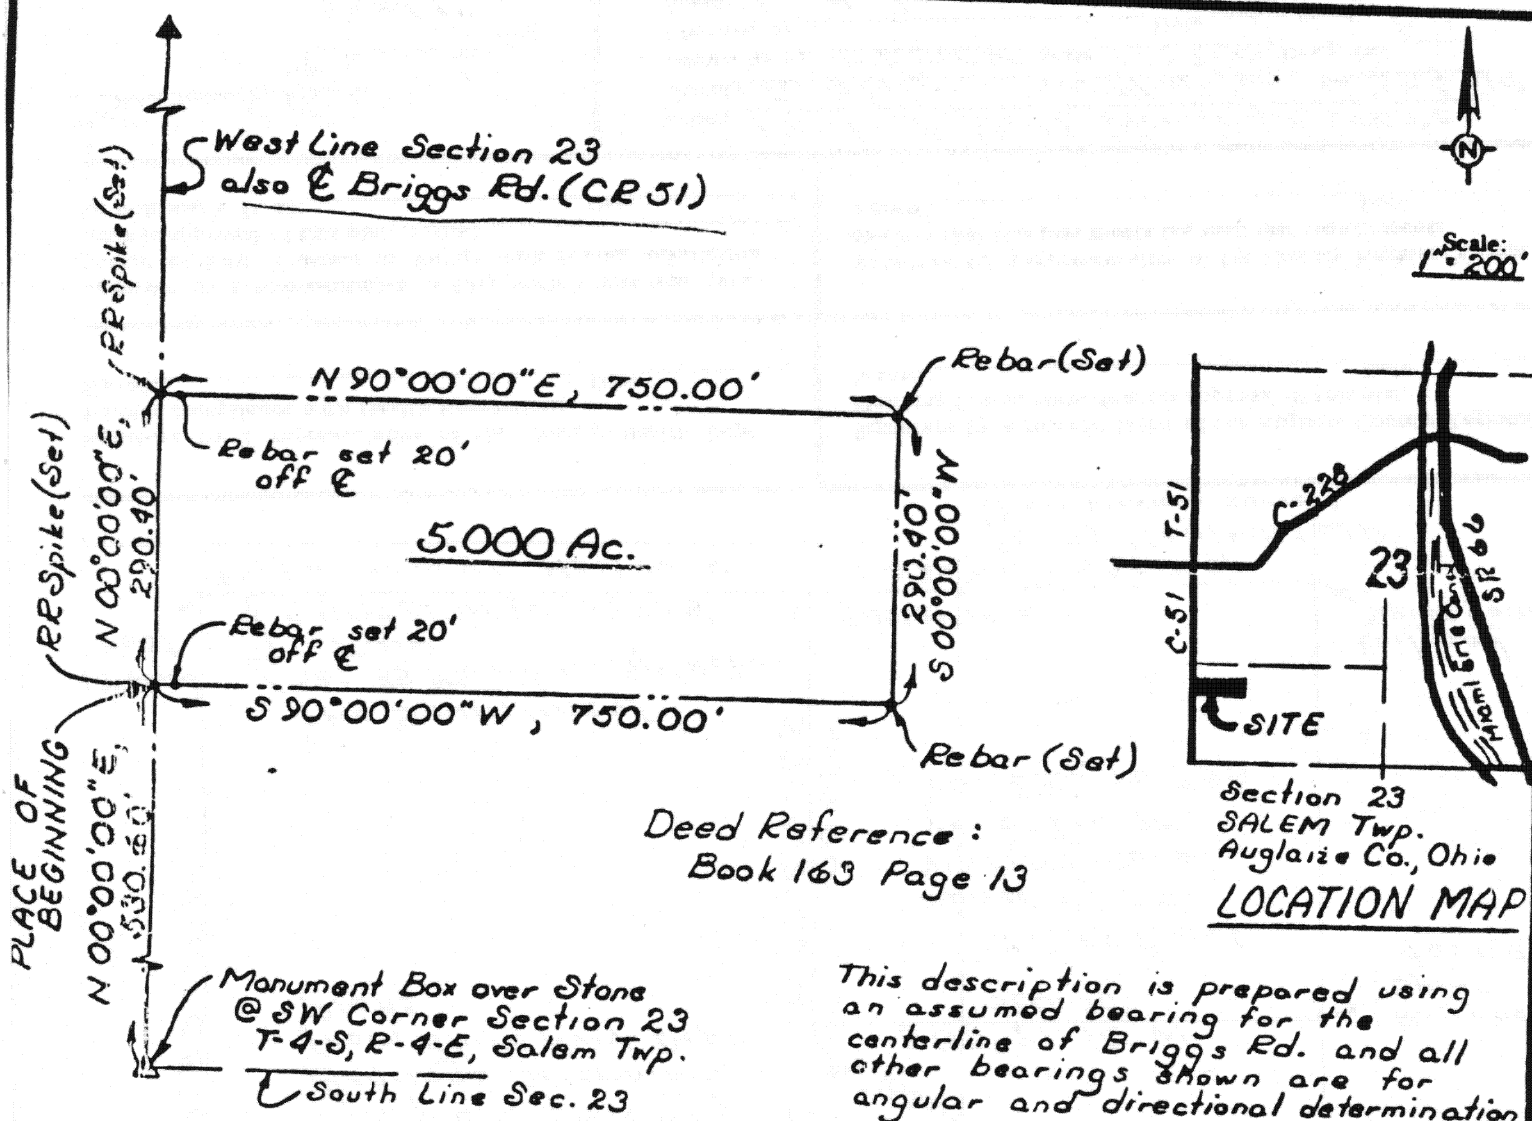 West Line Section 23
also ℄ Briggs Rd. (CR 51)
N
Scale:
1" = 200'
RRSpike (Set)
N 90°00'00"E, 750.00'
Rebar (Set)
Rebar set 20'
off ℄
N 00°00'00"E,
290.40'
5.000 Ac.
290.40'
S 00°00'00"W
RRSpike (Set)
Rebar set 20'
off ℄
S 90°00'00"W, 750.00'
Rebar (Set)
PLACE OF
BEGINNING
N 00°00'00"E,
T-51
C-51
C-228
23
Miami Erie Canal
SR 66
SITE
Section 23
SALEM Twp.
Auglaize Co., Ohio
LOCATION MAP
Deed Reference:
Book 163 Page 13
Monument Box over Stone
@ SW Corner Section 23
T-4-S, R-4-E, Salem Twp.
South Line Sec. 23
This description is prepared using
an assumed bearing for the
centerline of Briggs Rd. and all
other bearings shown are for
angular and directional determination